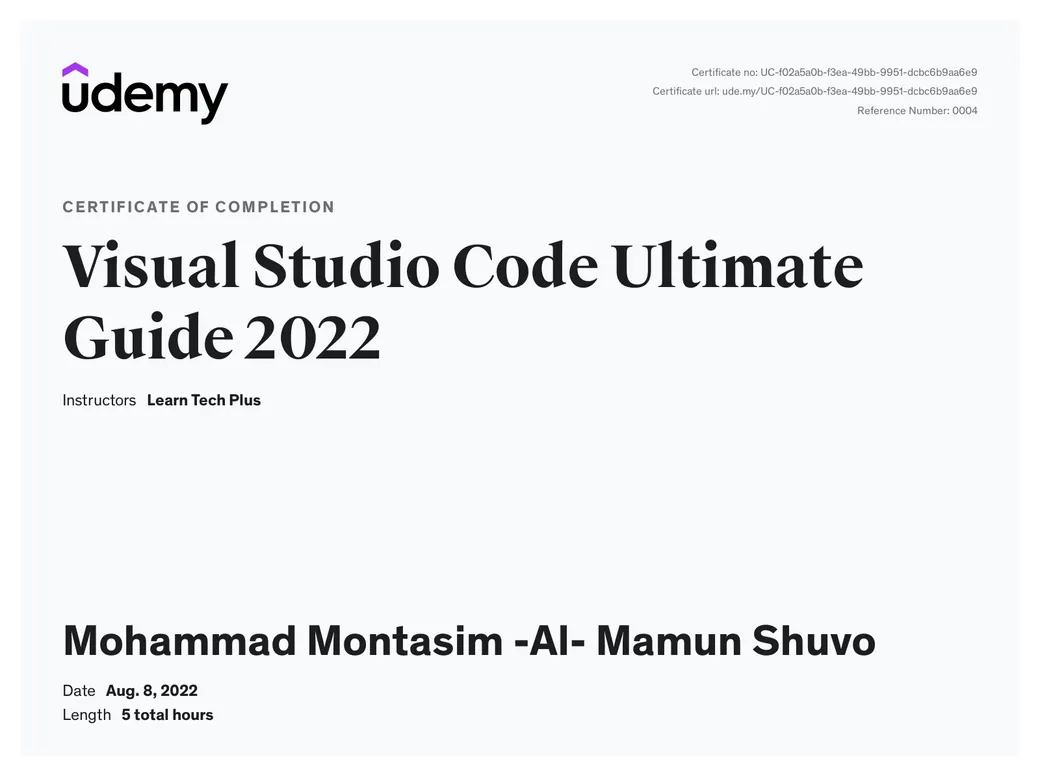 udemy
Certificate no: UC-f02a5a0b-f3ea-49bb-9951-dcbc6b9aa6e9
Certificate url: ude.my/UC-f02a5a0b-f3ea-49bb-9951-dcbc6b9aa6e9
Reference Number: 0004
CERTIFICATE OF COMPLETION
Visual Studio Code Ultimate
Guide 2022
Instructors Learn Tech Plus
Mohammad Montasim -Al- Mamun Shuvo
Date Aug. 8, 2022
Length 5 total hours